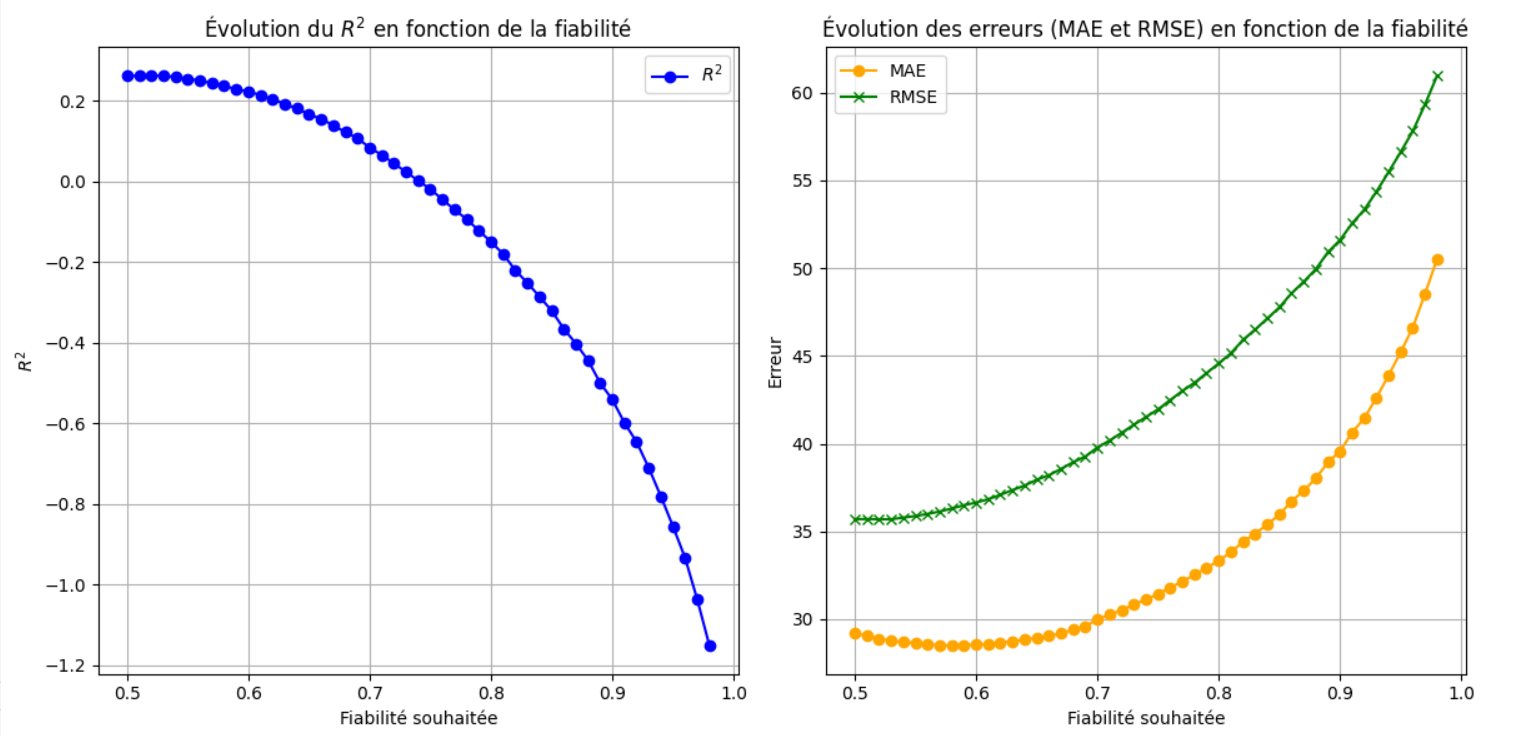 Évolution du R² en fonction de la fiabilité
R²
0.2
0.0
−0.2
−0.4
−0.6
−0.8
−1.0
−1.2
R²
0.5 0.6 0.7 0.8 0.9 1.0
Fiabilité souhaitée
Évolution des erreurs (MAE et RMSE) en fonction de la fiabilité
MAE
RMSE
60
55
50
45
40
35
30
Erreur
0.5 0.6 0.7 0.8 0.9 1.0
Fiabilité souhaitée